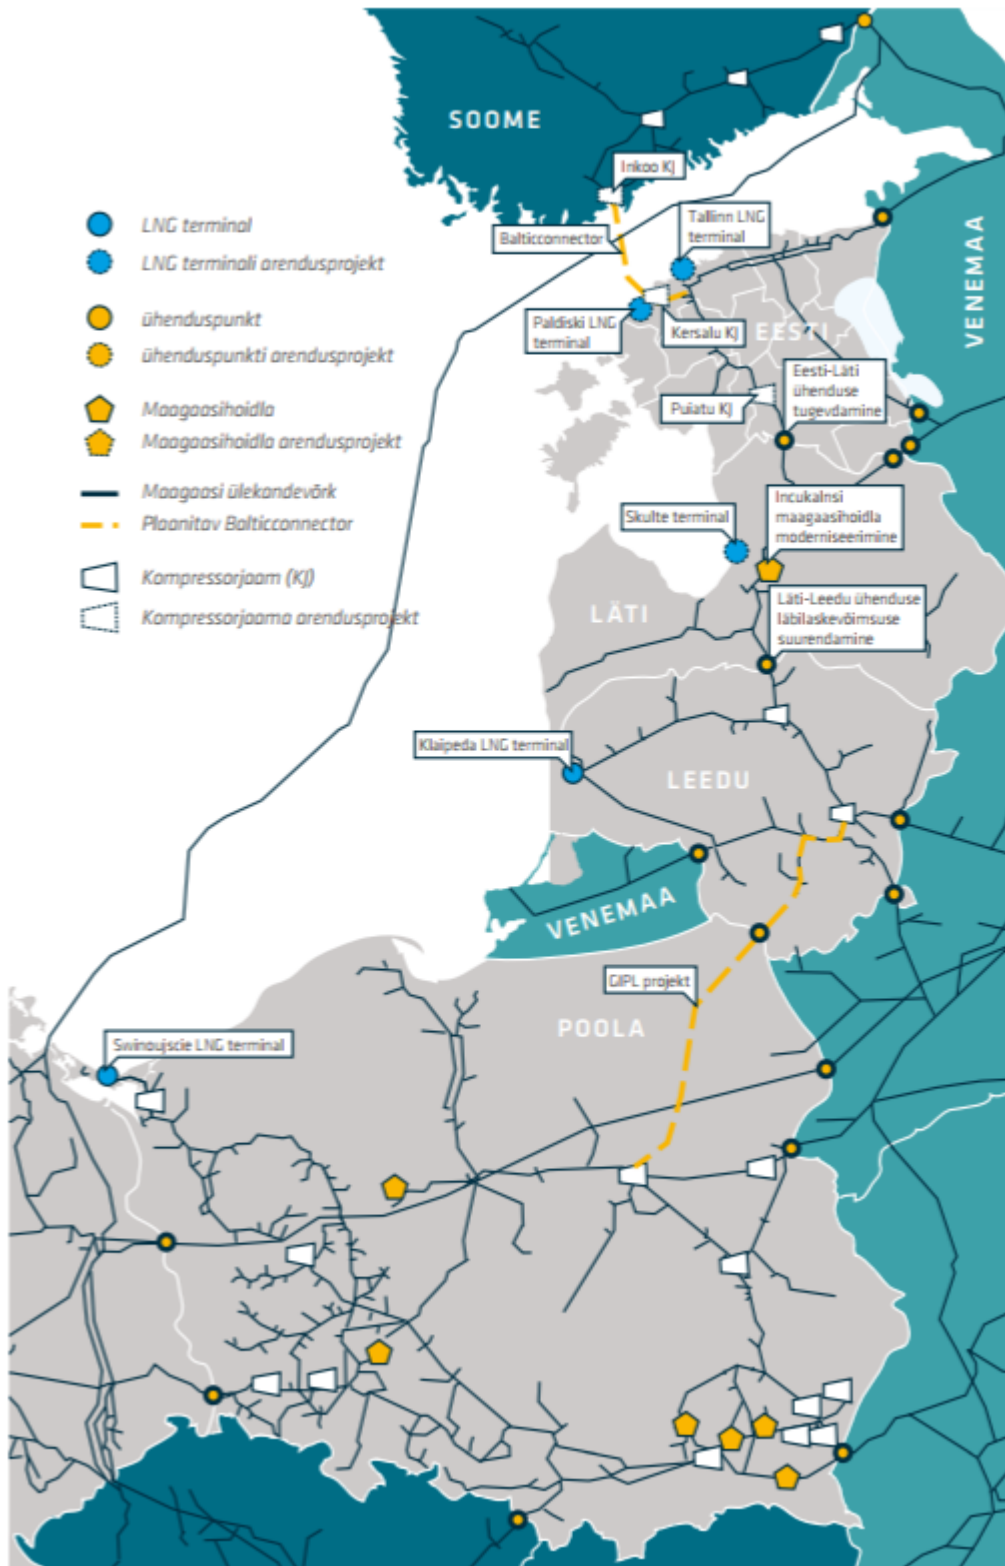 SOOME
Inkoo KJ
Balticconnector
Tallinn LNG
terminal
Paldiski LNG
terminal
Kersalu KJ
EESTI
VENEMAA
LNG terminal
LNG terminali arendusprojekt
ühenduspunkt
ühenduspunkti arendusprojekt
Maagaasihoidla
Maagaasihoidla arendusprojekt
Maagaasi ülekandevõrk
Plaanitav Balticconnector
Kompressorjaam (KJ)
Kompressorjaama arendusprojekt
Puiatu KJ
Eesti-Läti
ühenduse
tugevdamine
Skulte terminal
Incukalnsi
maagaasihoidla
moderniseerimine
LÄTI
Läti-Leedu ühenduse
läbilaskevõimsuse
suurendamine
Klaipeda LNG terminal
LEEDU
VENEMAA
GIPL projekt
POOLA
Swinoujscie LNG terminal